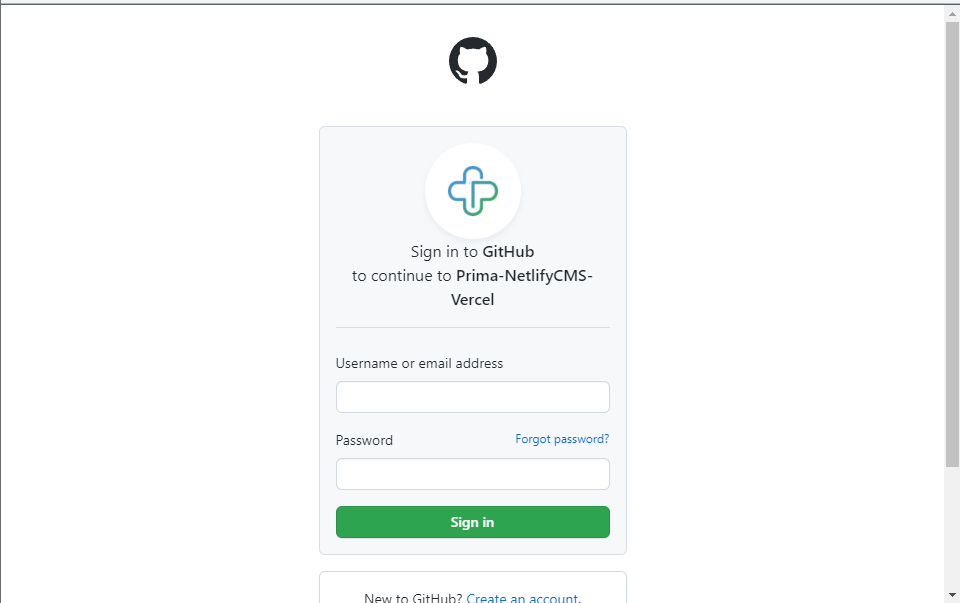 Sign in to GitHub
to continue to Prima-NetlifyCMS-
Vercel
Username or email address
Password
Forgot password?
Sign in
New to GitHub? Create an account.